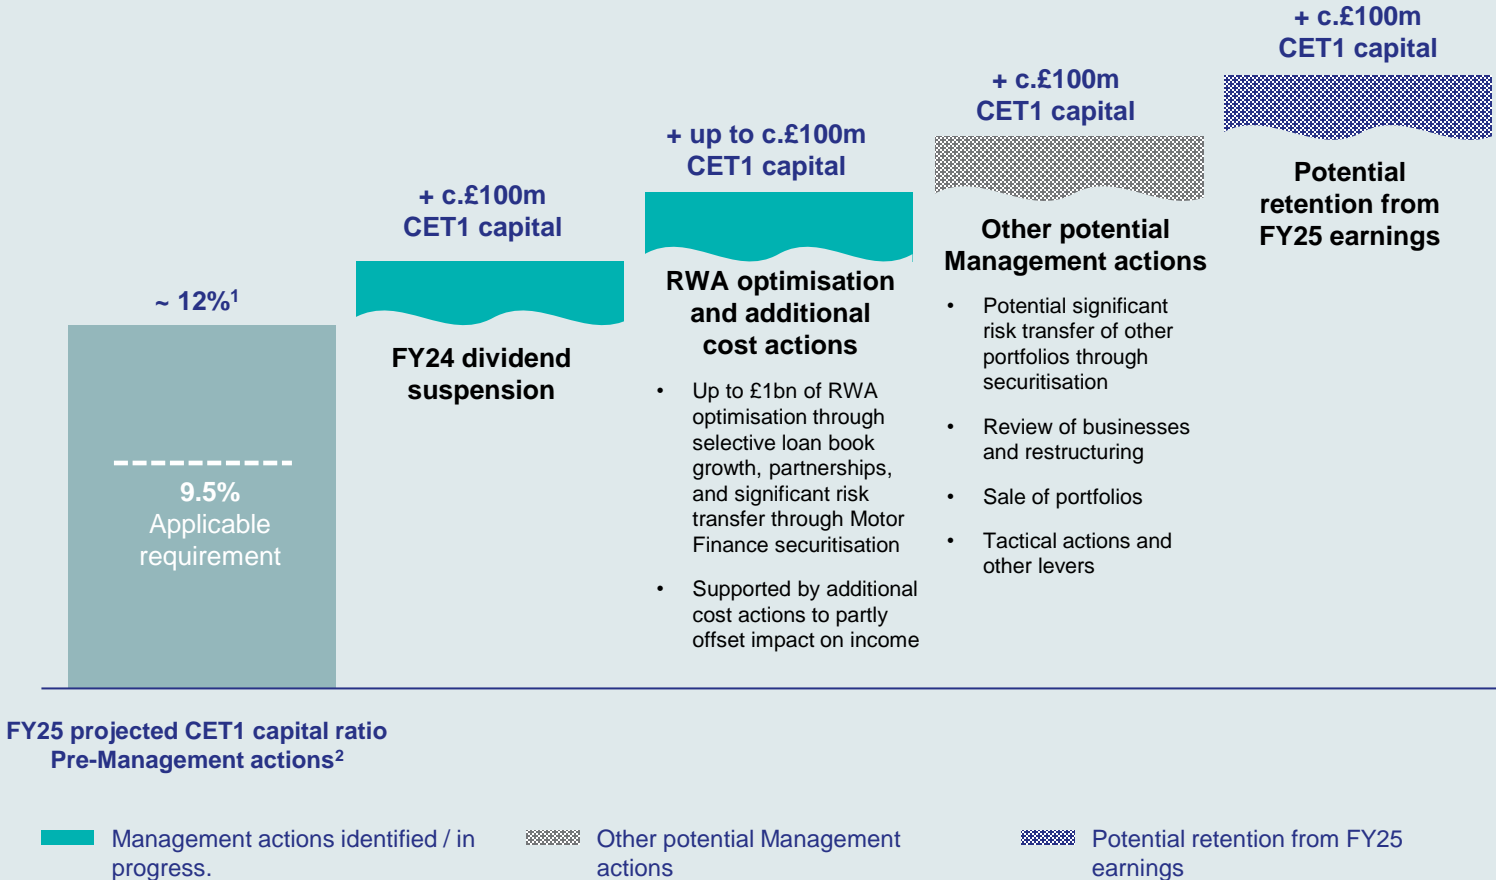 ~ 12%1
9.5%
Applicable
requirement
+ c.£100m
CET1 capital
FY24 dividend
suspension
+ up to c.£100m
CET1 capital
RWA optimisation
and additional
cost actions
• Up to £1bn of RWA
optimisation through
selective loan book
growth, partnerships,
and significant risk
transfer through Motor
Finance securitisation
• Supported by additional
cost actions to partly
offset impact on income
+ c.£100m
CET1 capital
Other potential
Management actions
• Potential significant
risk transfer of other
portfolios through
securitisation
• Review of businesses
and restructuring
• Sale of portfolios
• Tactical actions and
other levers
+ c.£100m
CET1 capital
Potential
retention from
FY25 earnings
FY25 projected CET1 capital ratio
Pre-Management actions2
Management actions identified / in
progress.
Other potential Management
actions
Potential retention from FY25
earnings